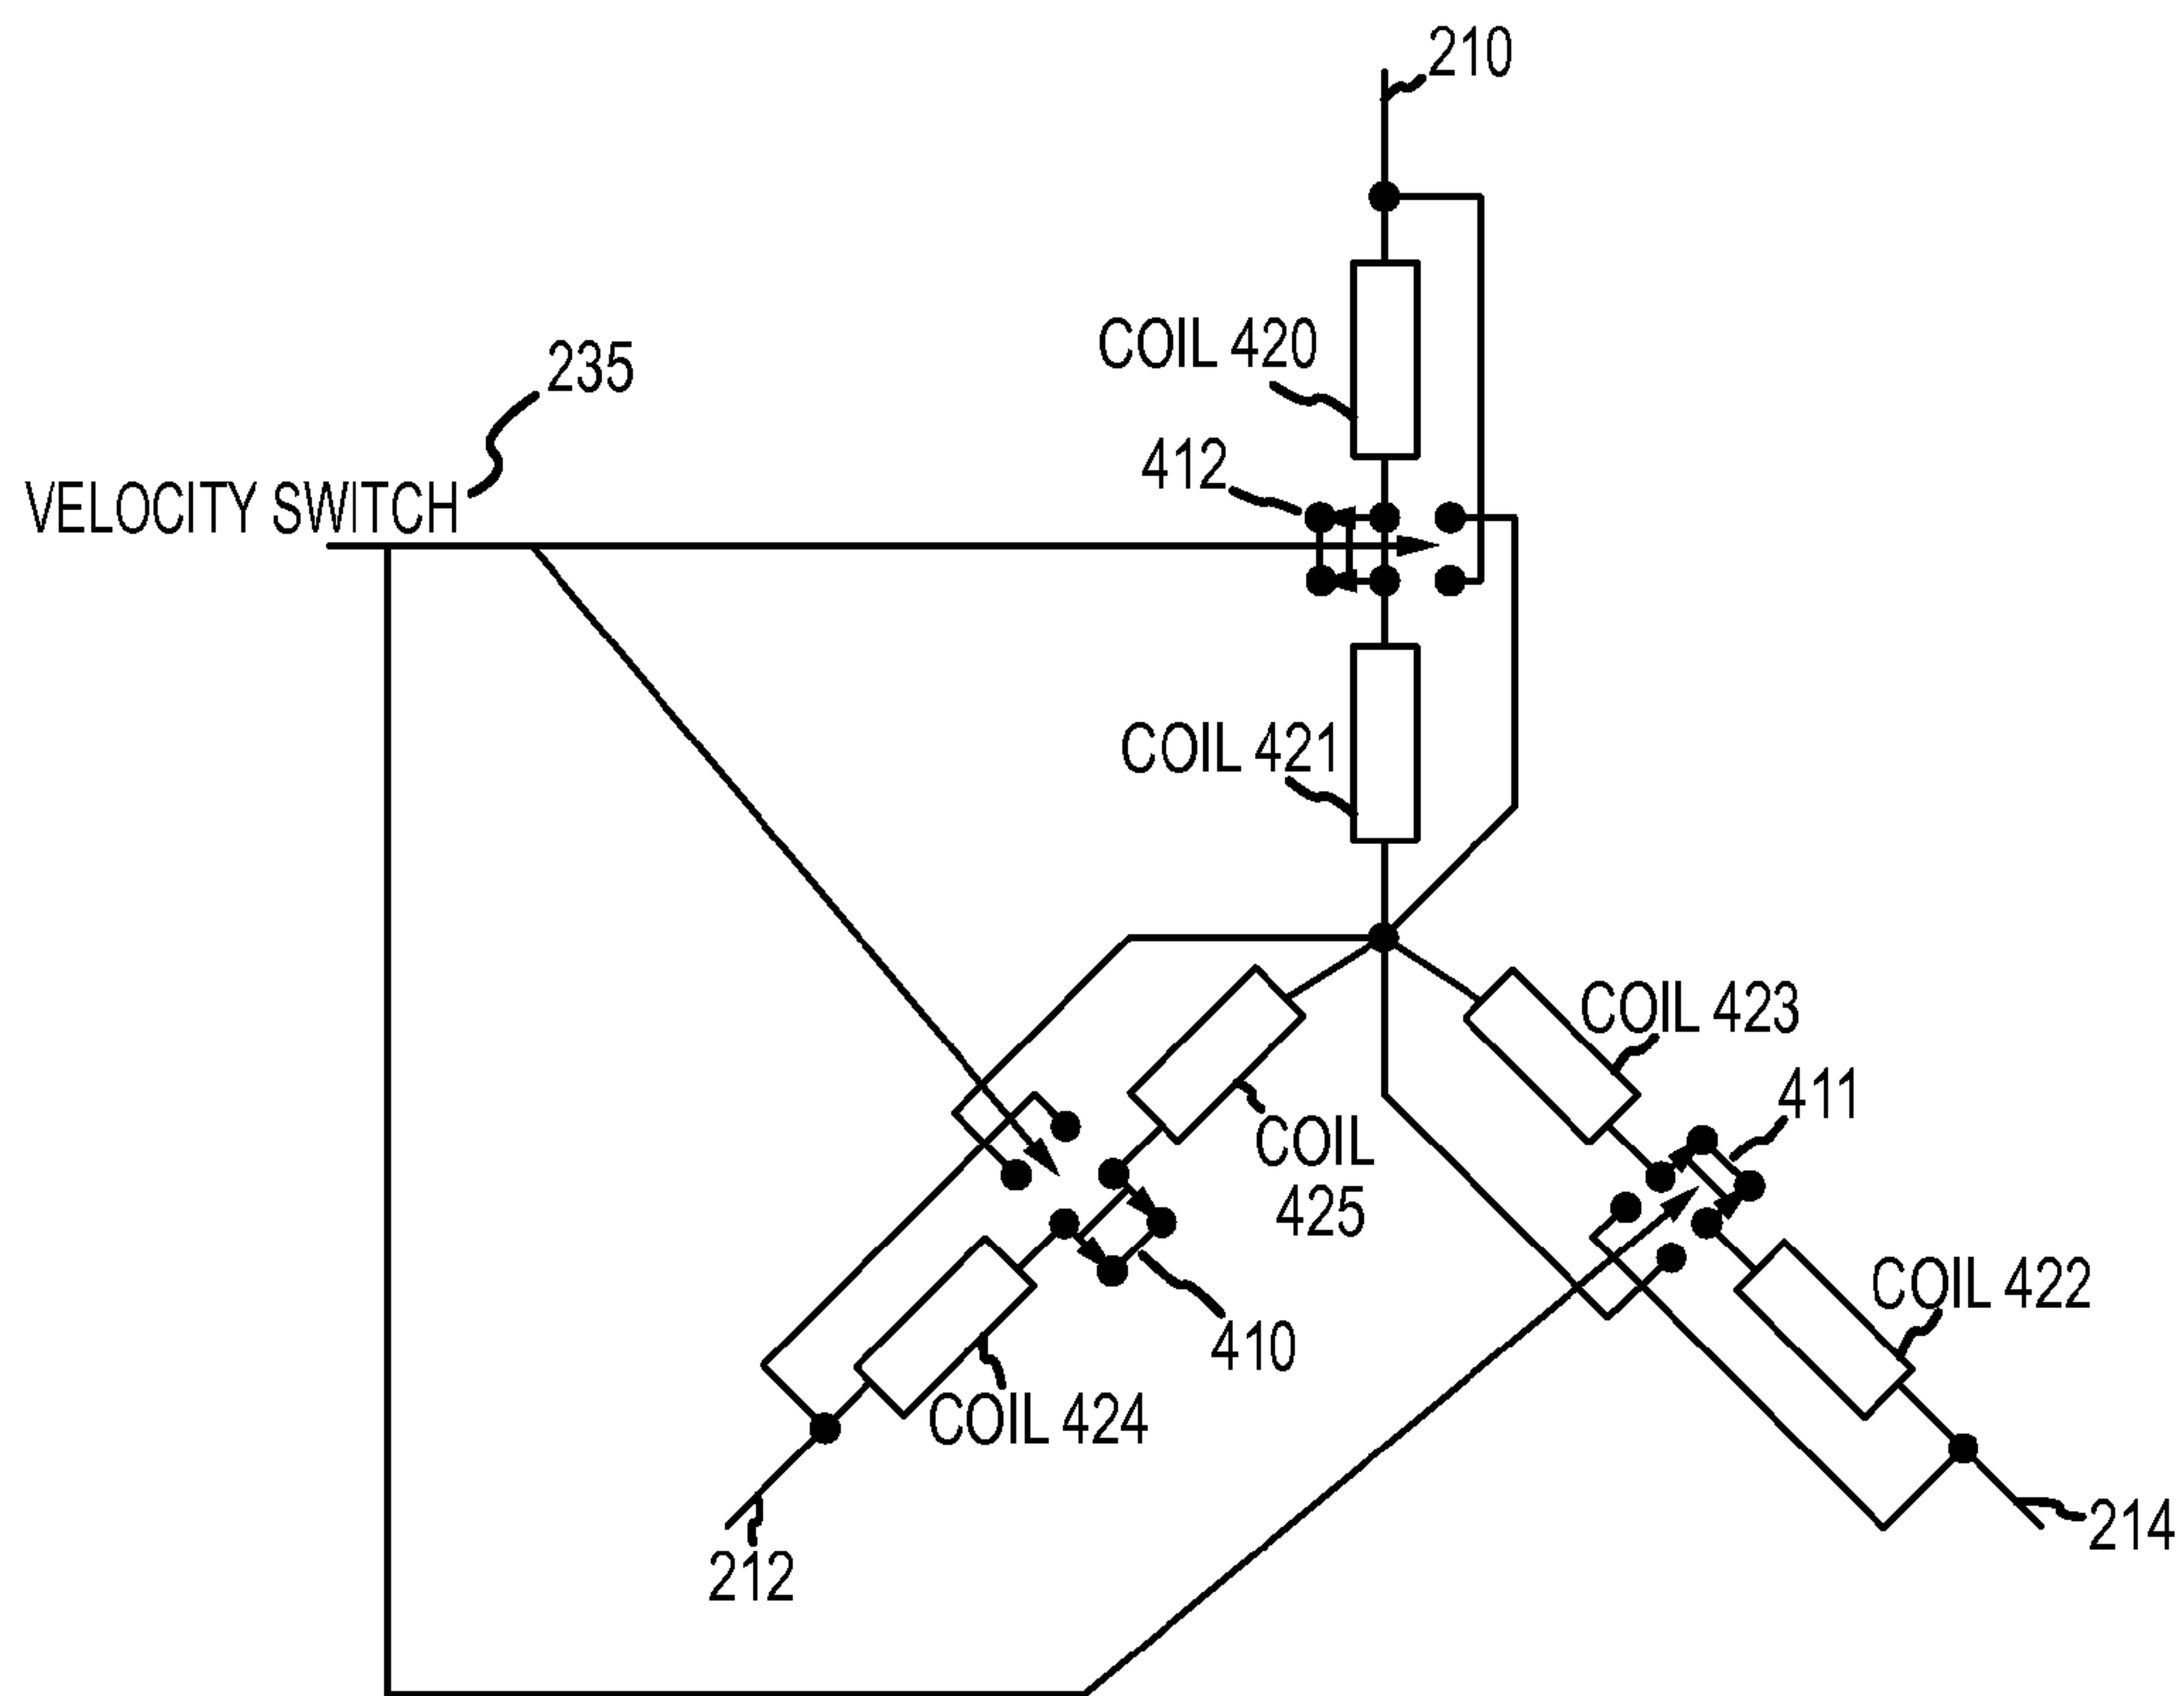 210
COIL 420
235
412
VELOCITY SWITCH
COIL 421
COIL 423
411
COIL
425
COIL 422
410
COIL 424
214
212